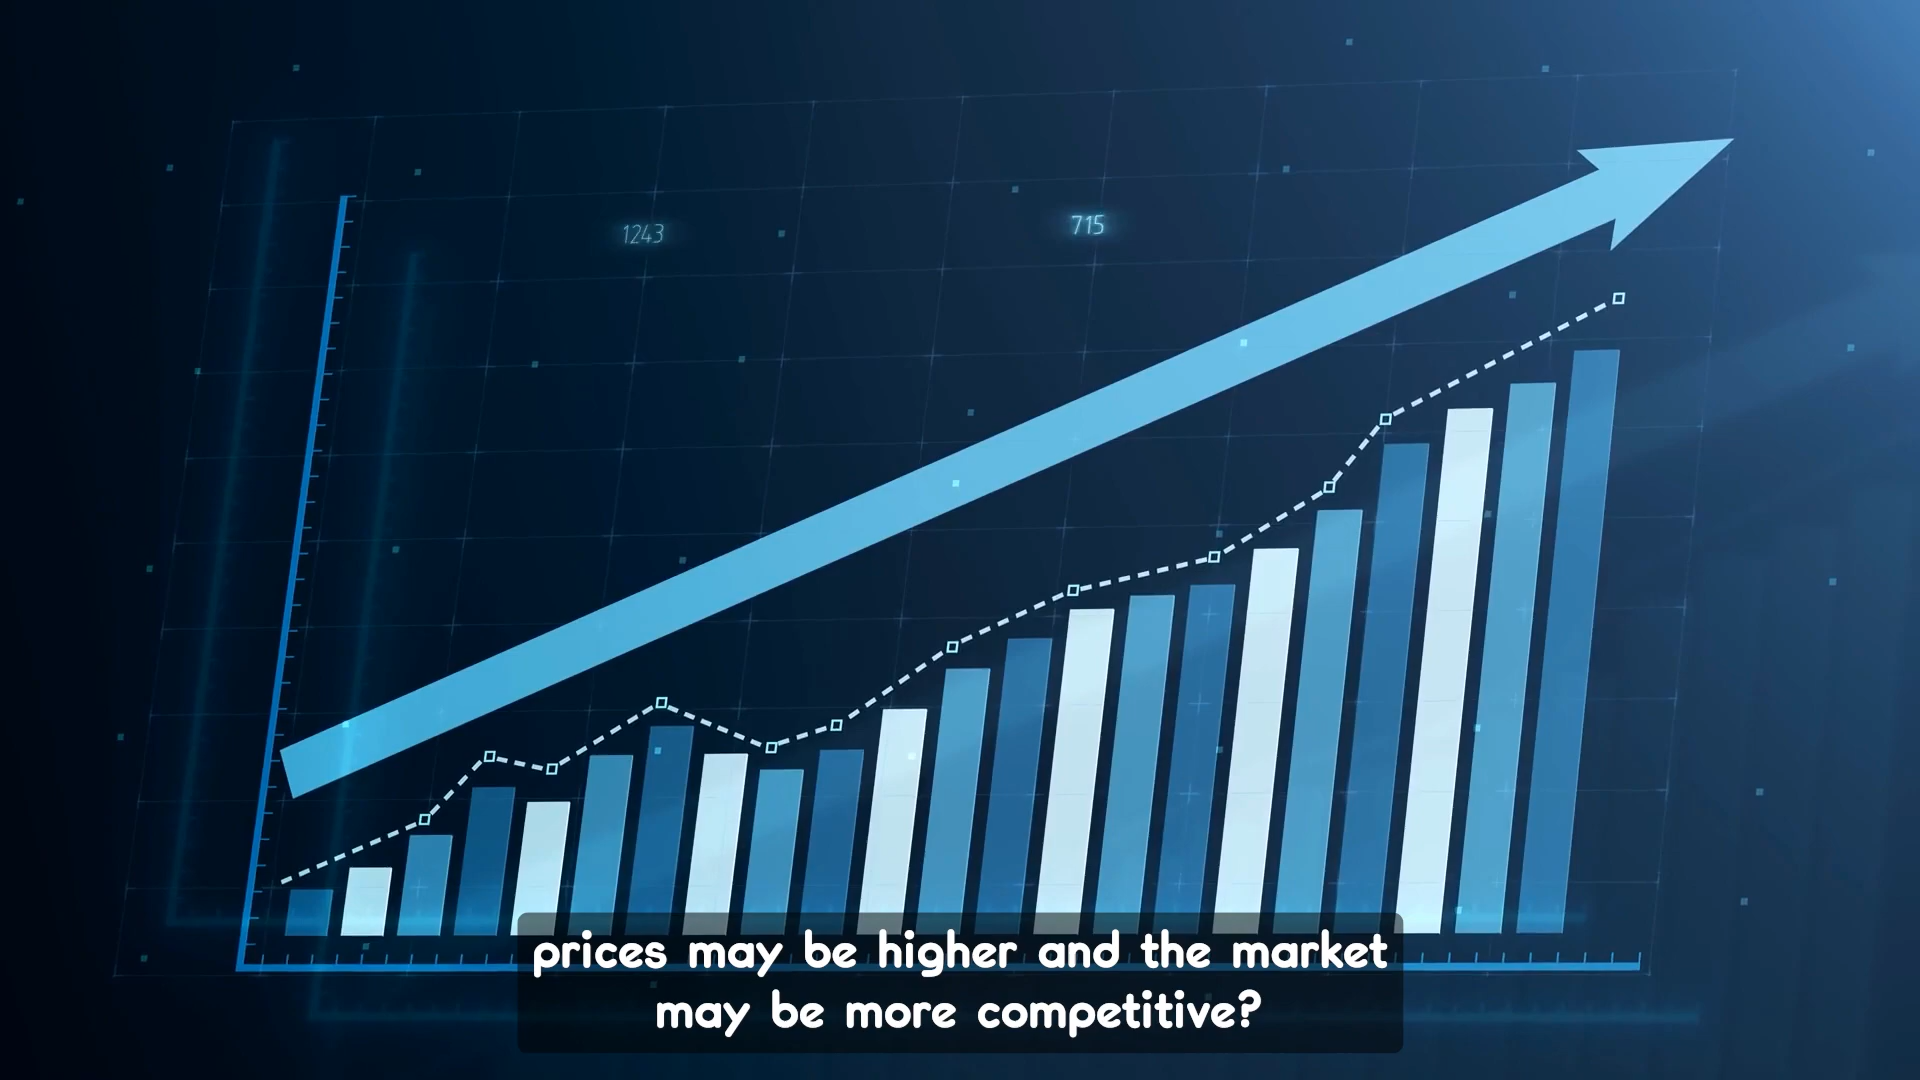 1243
715
prices may be higher and the market
may be more competitive?